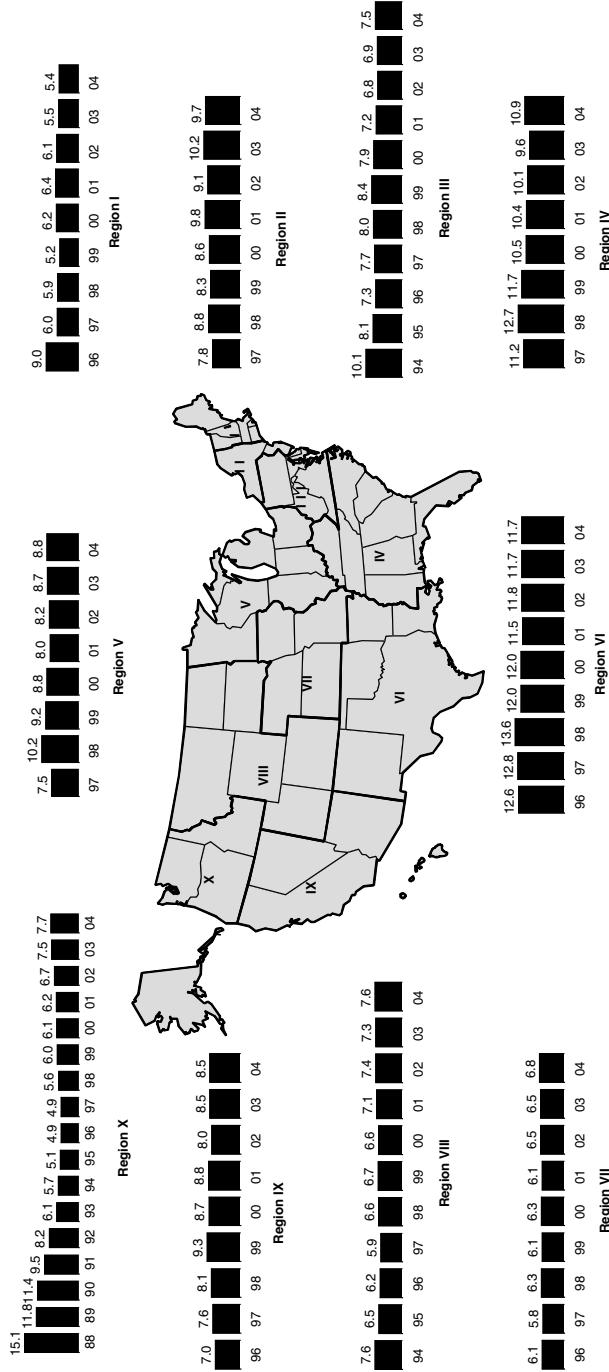 15.1 11.8 11.4 9.5 8.2 6.1 5.7 5.1 4.9 4.9 5.6 6.0 6.1 6.2 6.7 7.5 7.7
88 89 90 91 92 93 94 95 96 97 98 99 00 01 02 03 04
Region X
7.5 10.2 9.2 8.8 8.0 8.2 8.7 8.8
97 98 99 00 01 02 03 04
Region V
9.0 6.0 5.9 5.2 6.2 6.4 6.1 5.5 5.4
96 97 98 99 00 01 02 03 04
Region I
7.0 7.6 8.1 9.3 8.7 8.8 8.0 8.5 8.5
96 97 98 99 00 01 02 03 04
Region IX
7.8 8.8 8.3 8.6 9.8 9.1 10.2 9.7
97 98 99 00 01 02 03 04
Region II
X
V
I I
I
VIII
VII
I I I
IX
VI
IV
7.6 6.5 6.2 5.9 6.6 6.7 6.6 7.1 7.4 7.3 7.6
94 95 96 97 98 99 00 01 02 03 04
Region VIII
10.1 8.1 7.3 7.7 8.0 8.4 7.9 7.2 6.8 6.9 7.5
94 95 96 97 98 99 00 01 02 03 04
Region III
6.1 5.8 6.3 6.1 6.3 6.1 6.5 6.5 6.8
96 97 98 99 00 01 02 03 04
Region VII
12.6 12.8 13.6 12.0 12.0 11.5 11.8 11.7 11.7
96 97 98 99 00 01 02 03 04
Region VI
11.2 12.7 11.7 10.5 10.4 10.1 9.6 10.9
97 98 99 00 01 02 03 04
Region IV